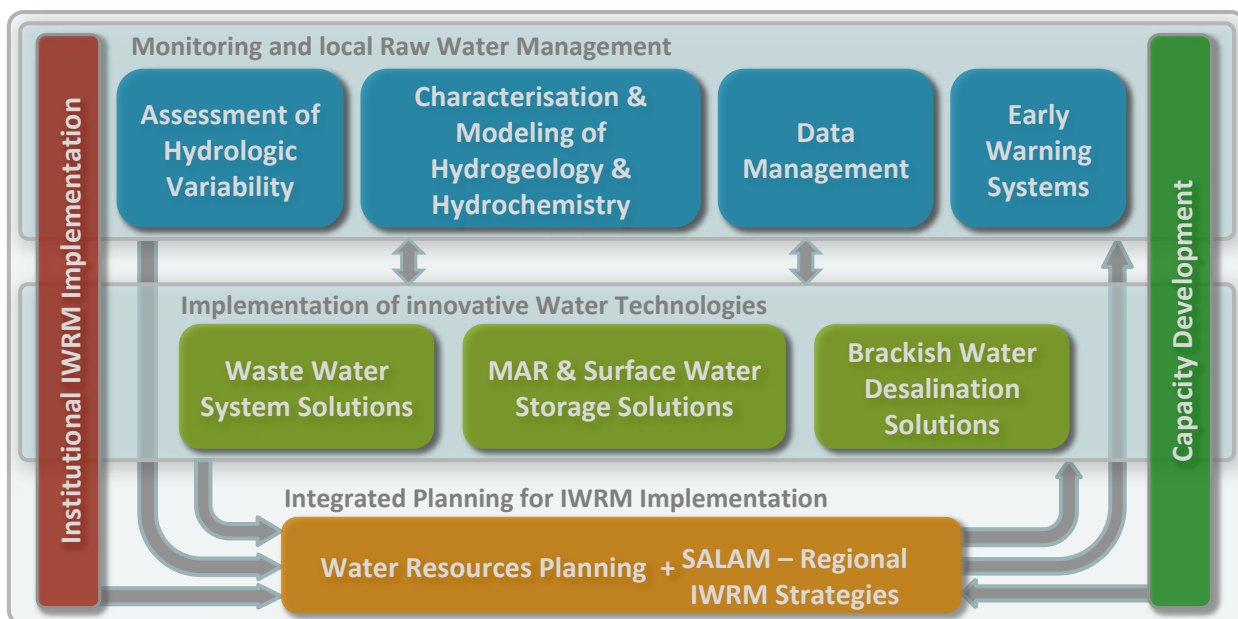 Institutional IWRM Implementation
Monitoring and local Raw Water Management
Assessment of
Hydrologic
Variability
Characterisation &
Modeling of
Hydrogeology &
Hydrochemistry
Data
Management
Early
Warning
Systems
Implementation of innovative Water Technologies
Waste Water
System Solutions
MAR & Surface Water
Storage Solutions
Brackish Water
Desalination
Solutions
Integrated Planning for IWRM Implementation
Water Resources Planning + SALAM – Regional
IWRM Strategies
Capacity Development